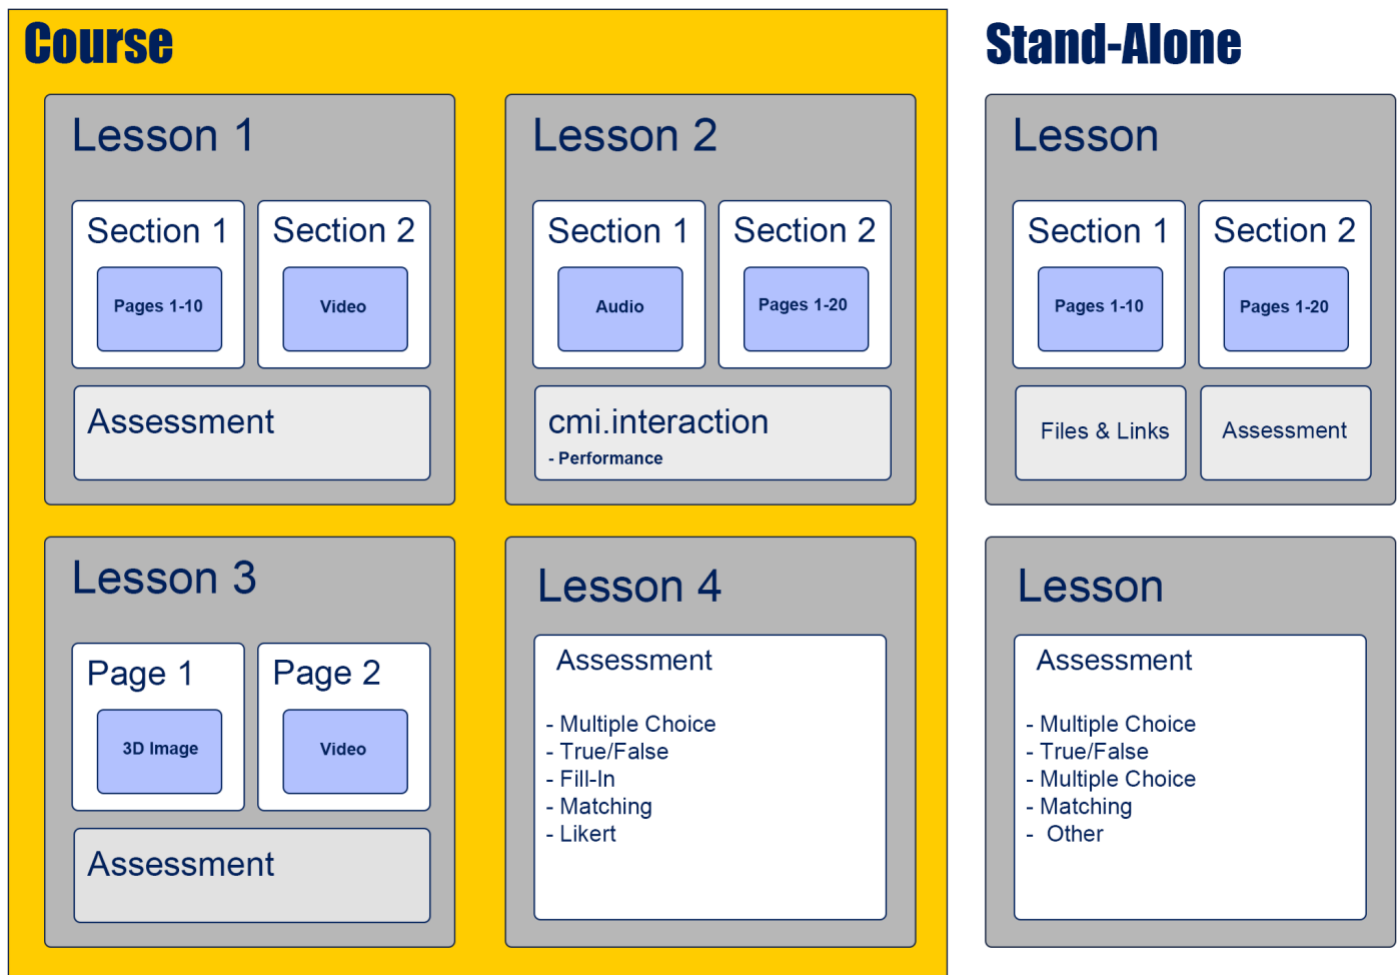 Course
Lesson 1
Section 1
Pages 1-10
Section 2
Video
Assessment
Lesson 2
Section 1
Audio
Section 2
Pages 1-20
cmi.interaction
- Performance
Lesson 3
Page 1
3D Image
Page 2
Video
Assessment
Lesson 4
Assessment
- Multiple Choice
- True/False
- Fill-In
- Matching
- Likert
Stand-Alone
Lesson
Section 1
Pages 1-10
Section 2
Pages 1-20
Files & Links
Assessment
Lesson
Assessment
- Multiple Choice
- True/False
- Multiple Choice
- Matching
- Other